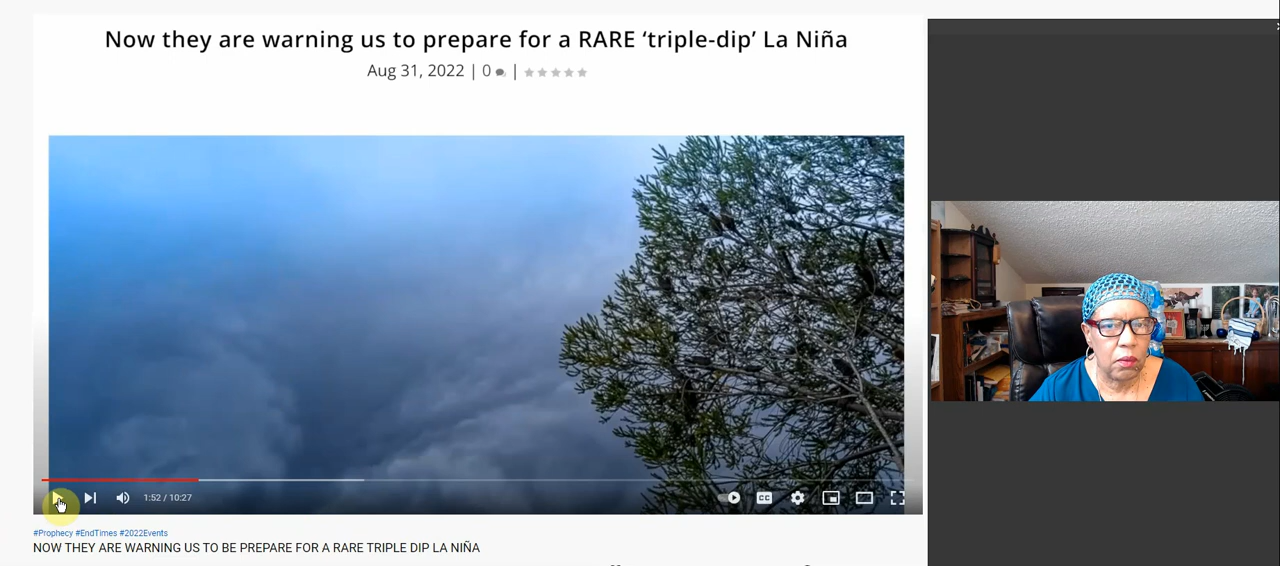 Now they are warning us to prepare for a RARE ‘triple-dip’ La Niña
Aug 31, 2022 | 0 |
1:52 / 10:27
CC
#Prophecy #EndTimes #2022Events
NOW THEY ARE WARNING US TO BE PREPARE FOR A RARE TRIPLE DIP LA NIÑA